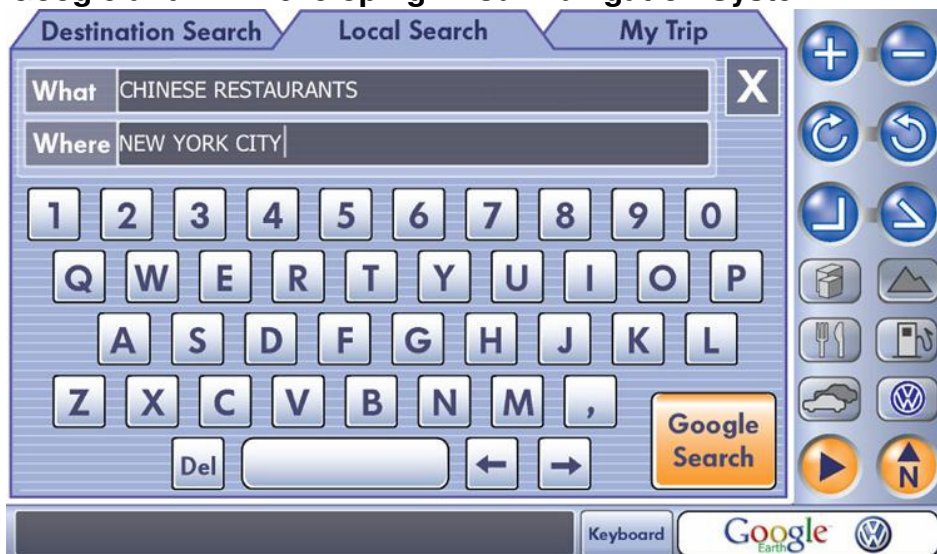 Destination Search Local Search My Trip
What CHINESE RESTAURANTS X
Where NEW YORK CITY
1 2 3 4 5 6 7 8 9 0
Q W E R T Y U I O P
A S D F G H J K L
Z X C V B N M ,
Google
Search
Del
N
Keyboard Google
Earth